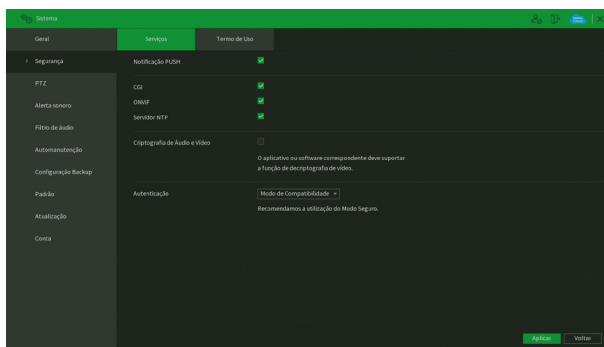 Sistema
Geral
Segurança
PTZ
Alerta sonoro
Filtro de áudio
Automanutenção
Configuração Backup
Padrão
Atualização
Conta
Serviços
Termo de Uso
Notificação PUSH
CGI
ONVIF
Servidor NTP
Criptografia de Áudio e Vídeo
O aplicativo ou software correspondente deve suportar
a função de decriptografia de vídeo.
Autenticação
Modo de Compatibilidade
Recomendamos a utilização do Modo Seguro.
Aplicar
Voltar